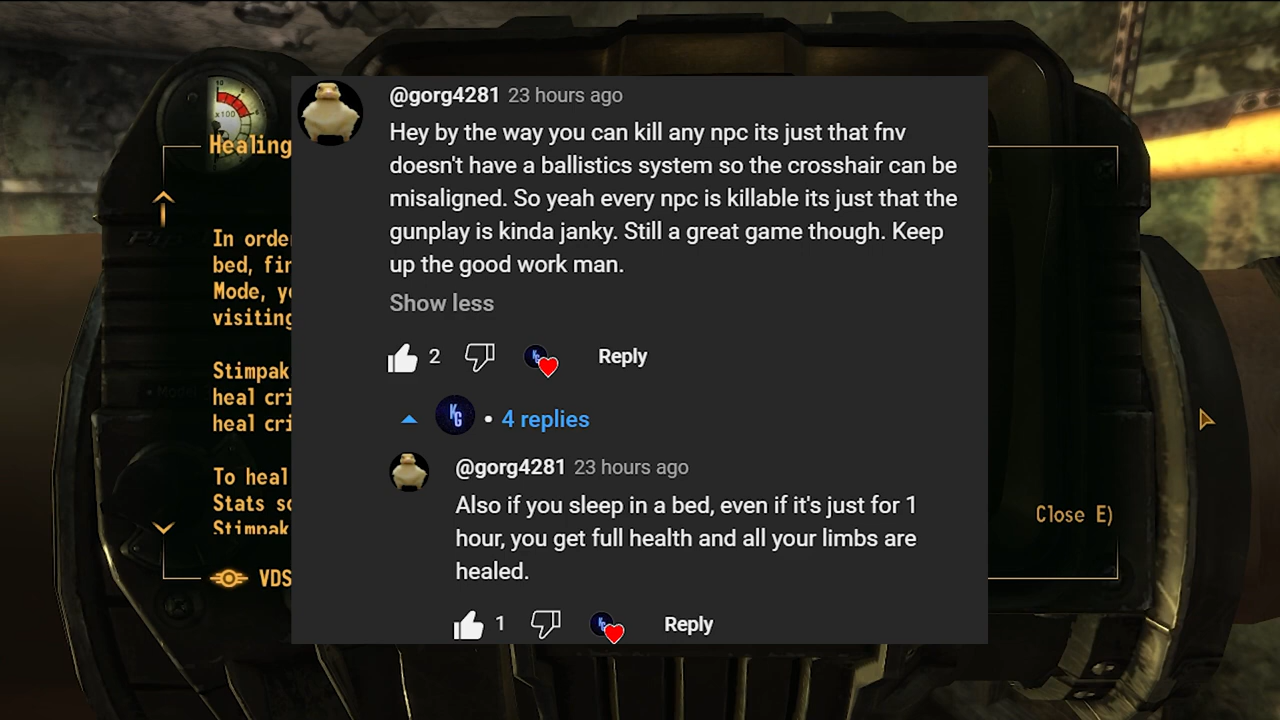 @gorg4281 23 hours ago
Hey by the way you can kill any npc its just that fnv
doesn't have a ballistics system so the crosshair can be
misaligned. So yeah every npc is killable its just that the
gunplay is kinda janky. Still a great game though. Keep
up the good work man.
Show less
2
Reply
KG • 4 replies
@gorg4281 23 hours ago
Also if you sleep in a bed, even if it's just for 1
hour, you get full health and all your limbs are
healed.
1
Reply
x100
Healing
In orde
bed, fir
Mode, y
visiting
Stimpak
heal cri
heal cri
To heal
Stats s
Stimpak
VDS
Close E)